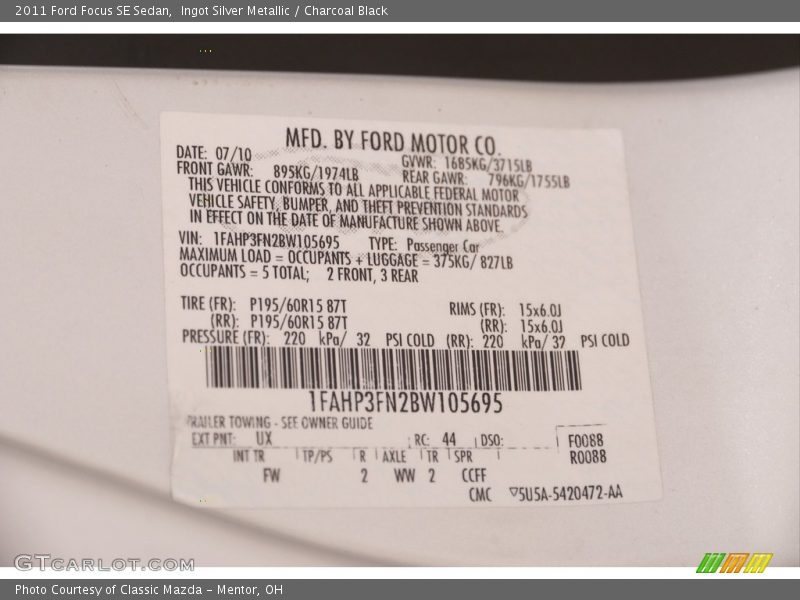 2011 Ford Focus SE Sedan,  Ingot Silver Metallic / Charcoal Black
MFD. BY FORD MOTOR CO.
DATE: 07/10 GVWR: 1685KG/3715LB
FRONT GAWR: 895KG/1974LB REAR GAWR: 796KG/1755LB
THIS VEHICLE CONFORMS TO ALL APPLICABLE FEDERAL MOTOR
VEHICLE SAFETY, BUMPER, AND THEFT PREVENTION STANDARDS
IN EFFECT ON THE DATE OF MANUFACTURE SHOWN ABOVE.
VIN: 1FAHP3FN2BW105695 TYPE: Passenger Car
MAXIMUM LOAD = OCCUPANTS + LUGGAGE = 375KG/ 827LB
OCCUPANTS = 5 TOTAL; 2 FRONT, 3 REAR
TIRE (FR): P195/60R15 87T RIMS (FR): 15x6.0J
(RR): P195/60R15 87T (RR): 15x6.0J
PRESSURE (FR): 220 kPa/ 32 PSI COLD (RR): 220 kPa/ 32 PSI COLD
1FAHP3FN2BW105695
TRAILER TOWING - SEE OWNER GUIDE
EXT PNT: UX RC: 44 DSO: F0088
R0088
INT TR TP/PS R AXLE TR SPR
FW 2 WW 2 CCFF
CMC ▽5U5A-5420472-AA
GTCARLOT.COM
Photo Courtesy of Classic Mazda - Mentor, OH